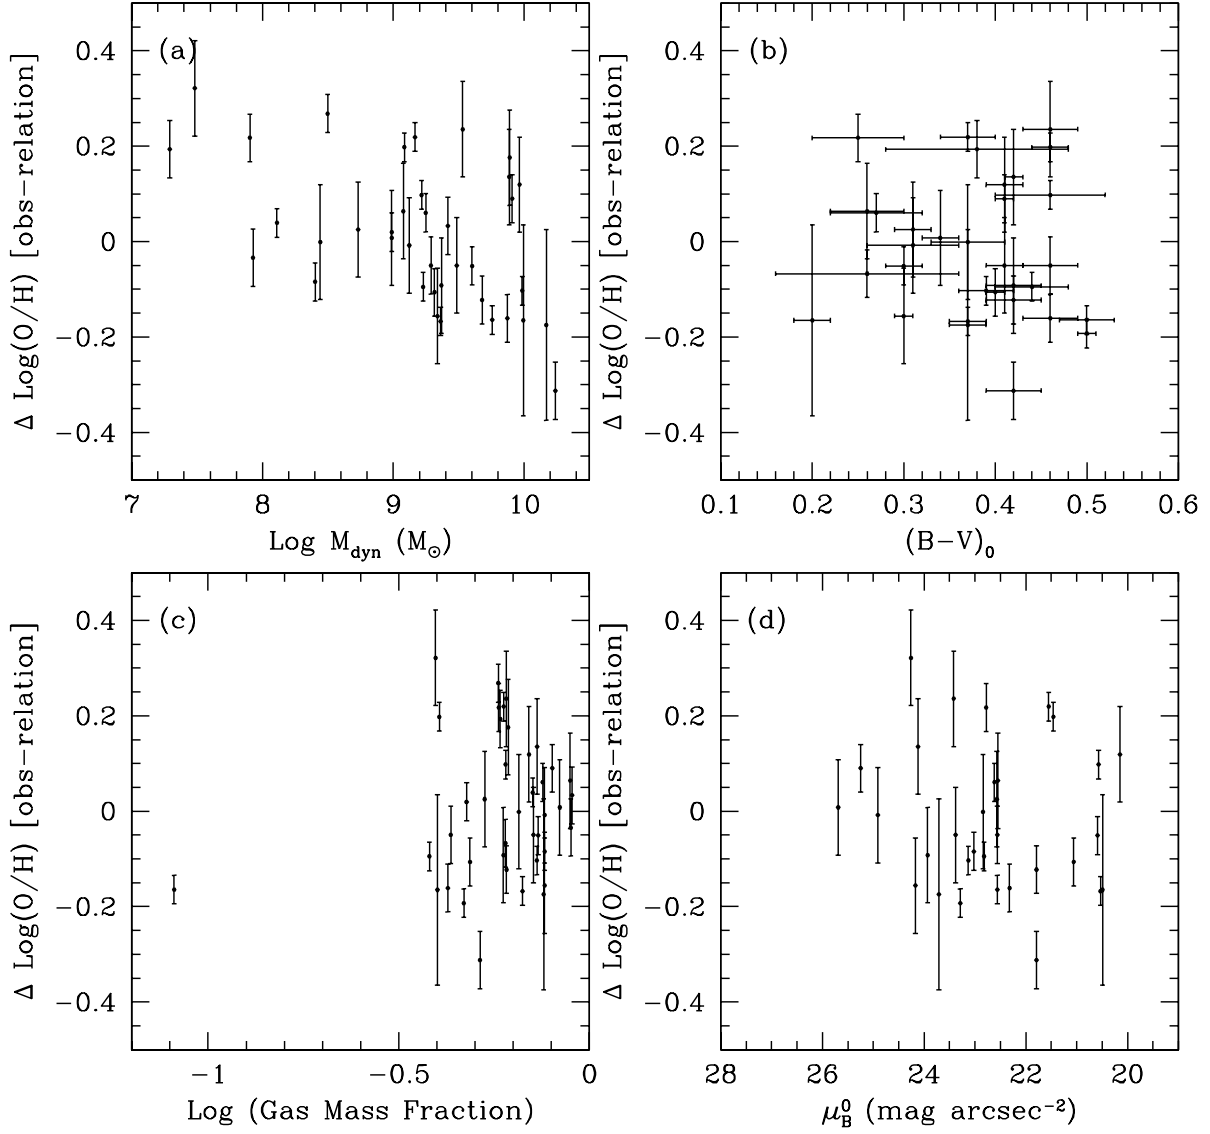 (a)
0.4
0.2
0
−0.2
−0.4
Δ Log(O/H) [obs−relation]
7 8 9 10
Log M_dyn (M_⊙)
(b)
0.4
0.2
0
−0.2
−0.4
Δ Log(O/H) [obs−relation]
0.1 0.2 0.3 0.4 0.5 0.6
(B−V)_0
(c)
0.4
0.2
0
−0.2
−0.4
Δ Log(O/H) [obs−relation]
−1 −0.5 0
Log (Gas Mass Fraction)
(d)
0.4
0.2
0
−0.2
−0.4
Δ Log(O/H) [obs−relation]
28 26 24 22 20
μ_B^0 (mag arcsec^−2)